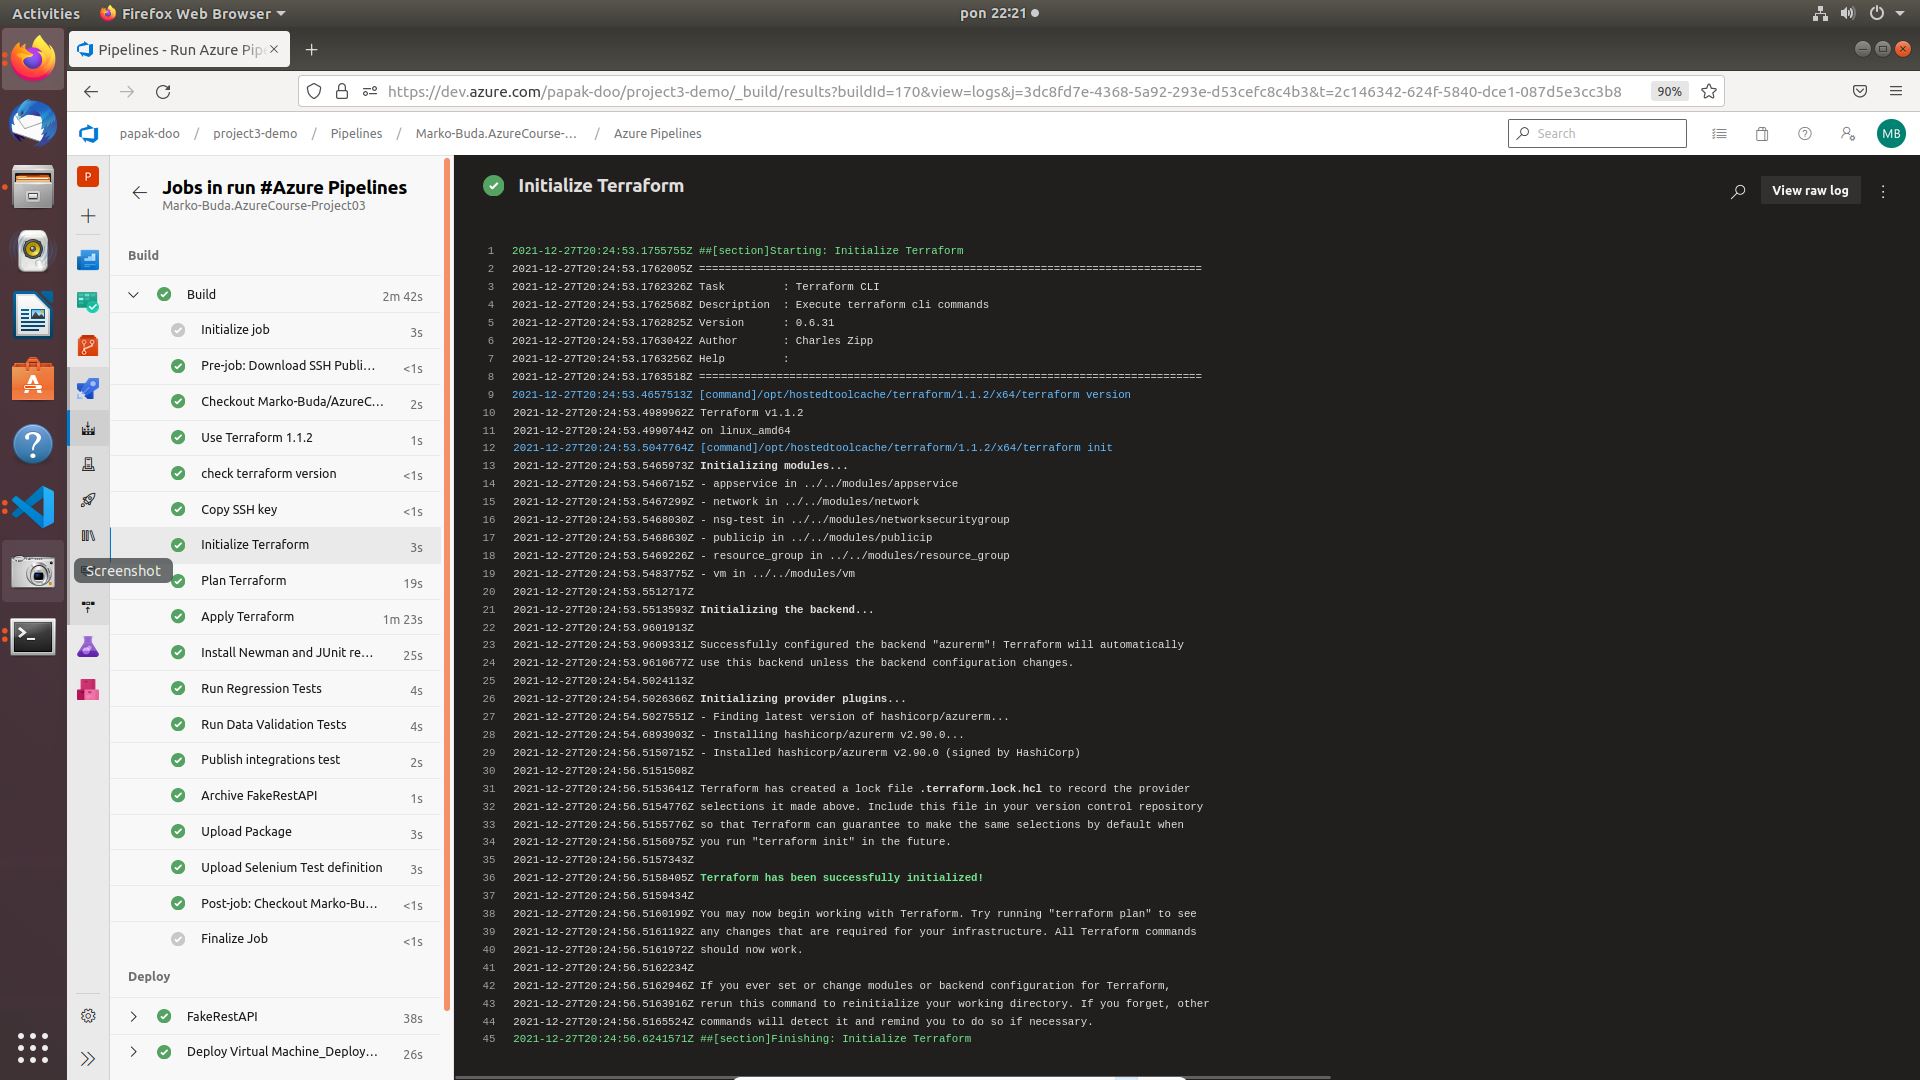 Activities
Firefox Web Browser
pon 22:21
Pipelines - Run Azure Pip
https://dev.azure.com/papak-doo/project3-demo/_build/results?buildId=170&view=logs&j=3dc8fd7e-4368-5a92-293e-d53cefc8c4b3&t=2c146342-624f-5840-dce1-087d5e3cc3b8
90%
papak-doo / project3-demo / Pipelines / Marko-Buda.AzureCourse-... / Azure Pipelines
Search
MB
P
Jobs in run #Azure Pipelines
Marko-Buda.AzureCourse-Project03
Build
Build 2m 42s
Initialize job 3s
Pre-job: Download SSH Publi... <1s
Checkout Marko-Buda/AzureC... 2s
Use Terraform 1.1.2 1s
check terraform version <1s
Copy SSH key <1s
Initialize Terraform 3s
Screenshot
Plan Terraform 19s
Apply Terraform 1m 23s
Install Newman and JUnit re... 25s
Run Regression Tests 4s
Run Data Validation Tests 4s
Publish integrations test 2s
Archive FakeRestAPI 1s
Upload Package 3s
Upload Selenium Test definition 3s
Post-job: Checkout Marko-Bu... <1s
Finalize Job <1s
Deploy
FakeRestAPI 38s
Deploy Virtual Machine_Deploy... 26s
Initialize Terraform
View raw log
1 2021-12-27T20:24:53.1755755Z ##[section]Starting: Initialize Terraform
2 2021-12-27T20:24:53.1762005Z ==============================================================================
3 2021-12-27T20:24:53.1762326Z Task : Terraform CLI
4 2021-12-27T20:24:53.1762568Z Description : Execute terraform cli commands
5 2021-12-27T20:24:53.1762825Z Version : 0.6.31
6 2021-12-27T20:24:53.1763042Z Author : Charles Zipp
7 2021-12-27T20:24:53.1763256Z Help :
8 2021-12-27T20:24:53.1763518Z ==============================================================================
9 2021-12-27T20:24:53.4657513Z [command]/opt/hostedtoolcache/terraform/1.1.2/x64/terraform version
10 2021-12-27T20:24:53.4989962Z Terraform v1.1.2
11 2021-12-27T20:24:53.4990744Z on linux_amd64
12 2021-12-27T20:24:53.5047764Z [command]/opt/hostedtoolcache/terraform/1.1.2/x64/terraform init
13 2021-12-27T20:24:53.5465973Z Initializing modules...
14 2021-12-27T20:24:53.5466715Z - appservice in ../../modules/appservice
15 2021-12-27T20:24:53.5467299Z - network in ../../modules/network
16 2021-12-27T20:24:53.5468030Z - nsg-test in ../../modules/networksecuritygroup
17 2021-12-27T20:24:53.5468630Z - publicip in ../../modules/publicip
18 2021-12-27T20:24:53.5469226Z - resource_group in ../../modules/resource_group
19 2021-12-27T20:24:53.5483775Z - vm in ../../modules/vm
20 2021-12-27T20:24:53.5512717Z
21 2021-12-27T20:24:53.5513593Z Initializing the backend...
22 2021-12-27T20:24:53.9601913Z
23 2021-12-27T20:24:53.9609331Z Successfully configured the backend "azurerm"! Terraform will automatically
24 2021-12-27T20:24:53.9610677Z use this backend unless the backend configuration changes.
25 2021-12-27T20:24:54.5024113Z
26 2021-12-27T20:24:54.5026366Z Initializing provider plugins...
27 2021-12-27T20:24:54.5027551Z - Finding latest version of hashicorp/azurerm...
28 2021-12-27T20:24:54.6893903Z - Installing hashicorp/azurerm v2.90.0...
29 2021-12-27T20:24:56.5150715Z - Installed hashicorp/azurerm v2.90.0 (signed by HashiCorp)
30 2021-12-27T20:24:56.5151508Z
31 2021-12-27T20:24:56.5153641Z Terraform has created a lock file .terraform.lock.hcl to record the provider
32 2021-12-27T20:24:56.5154776Z selections it made above. Include this file in your version control repository
33 2021-12-27T20:24:56.5155776Z so that Terraform can guarantee to make the same selections by default when
34 2021-12-27T20:24:56.5156975Z you run "terraform init" in the future.
35 2021-12-27T20:24:56.5157343Z
36 2021-12-27T20:24:56.5158405Z Terraform has been successfully initialized!
37 2021-12-27T20:24:56.5159434Z
38 2021-12-27T20:24:56.5160199Z You may now begin working with Terraform. Try running "terraform plan" to see
39 2021-12-27T20:24:56.5161192Z any changes that are required for your infrastructure. All Terraform commands
40 2021-12-27T20:24:56.5161972Z should now work.
41 2021-12-27T20:24:56.5162234Z
42 2021-12-27T20:24:56.5162946Z If you ever set or change modules or backend configuration for Terraform,
43 2021-12-27T20:24:56.5163916Z rerun this command to reinitialize your working directory. If you forget, other
44 2021-12-27T20:24:56.5165524Z commands will detect it and remind you to do so if necessary.
45 2021-12-27T20:24:56.6241571Z ##[section]Finishing: Initialize Terraform